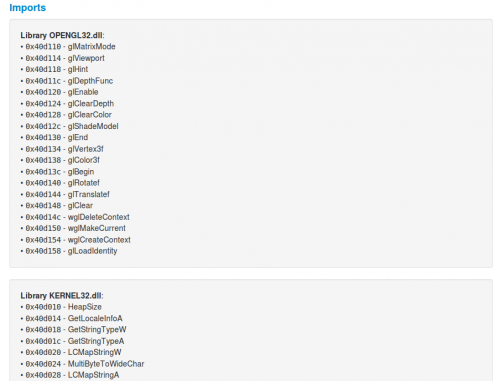 Imports
Library OPENGL32.dll:
• 0x40d110 - glMatrixMode
• 0x40d114 - glViewport
• 0x40d118 - glHint
• 0x40d11c - glDepthFunc
• 0x40d120 - glEnable
• 0x40d124 - glClearDepth
• 0x40d128 - glClearColor
• 0x40d12c - glShadeModel
• 0x40d130 - glEnd
• 0x40d134 - glVertex3f
• 0x40d138 - glColor3f
• 0x40d13c - glBegin
• 0x40d140 - glRotatef
• 0x40d144 - glTranslatef
• 0x40d148 - glClear
• 0x40d14c - wglDeleteContext
• 0x40d150 - wglMakeCurrent
• 0x40d154 - wglCreateContext
• 0x40d158 - glLoadIdentity
Library KERNEL32.dll:
• 0x40d010 - HeapSize
• 0x40d014 - GetLocaleInfoA
• 0x40d018 - GetStringTypeW
• 0x40d01c - GetStringTypeA
• 0x40d020 - LCMapStringW
• 0x40d024 - MultiByteToWideChar
• 0x40d028 - LCMapStringA